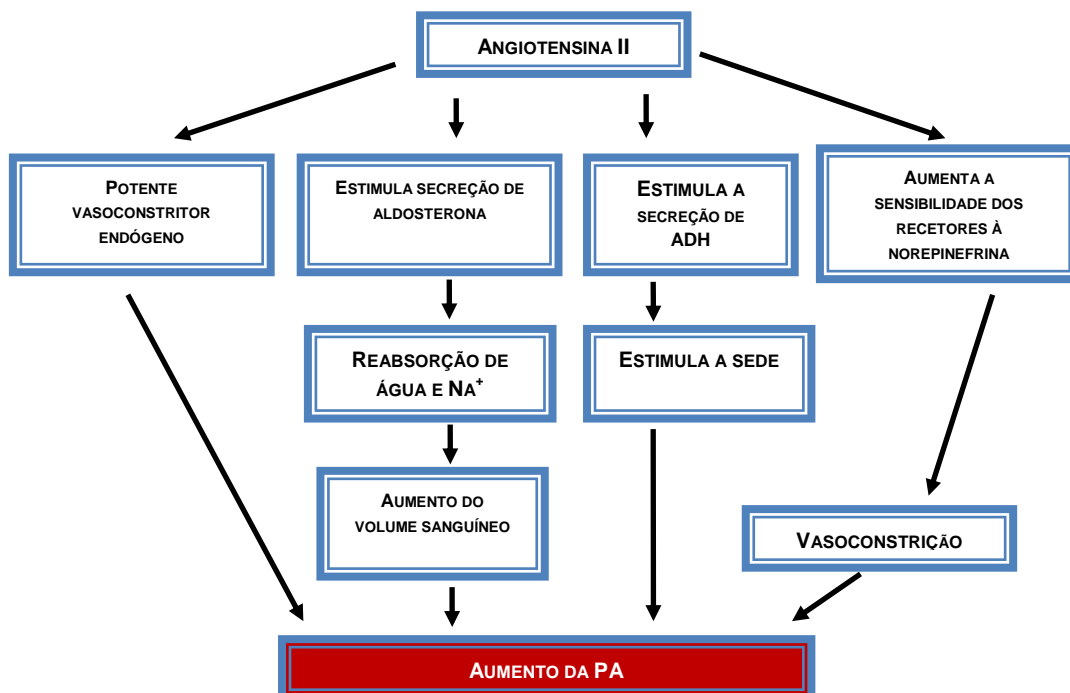 ANGIOTENSINA II
POTENTE
VASOCONSTRITOR
ENDÓGENO
ESTIMULA SECREÇÃO DE
ALDOSTERONA
ESTIMULA A
SECREÇÃO DE
ADH
AUMENTA A
SENSIBILIDADE DOS
RECETORES À
NOREPINEFRINA
REABSORÇÃO DE
ÁGUA E NA⁺
ESTIMULA A SEDE
AUMENTO DO
VOLUME SANGUÍNEO
VASOCONSTRIÇÃO
AUMENTO DA PA